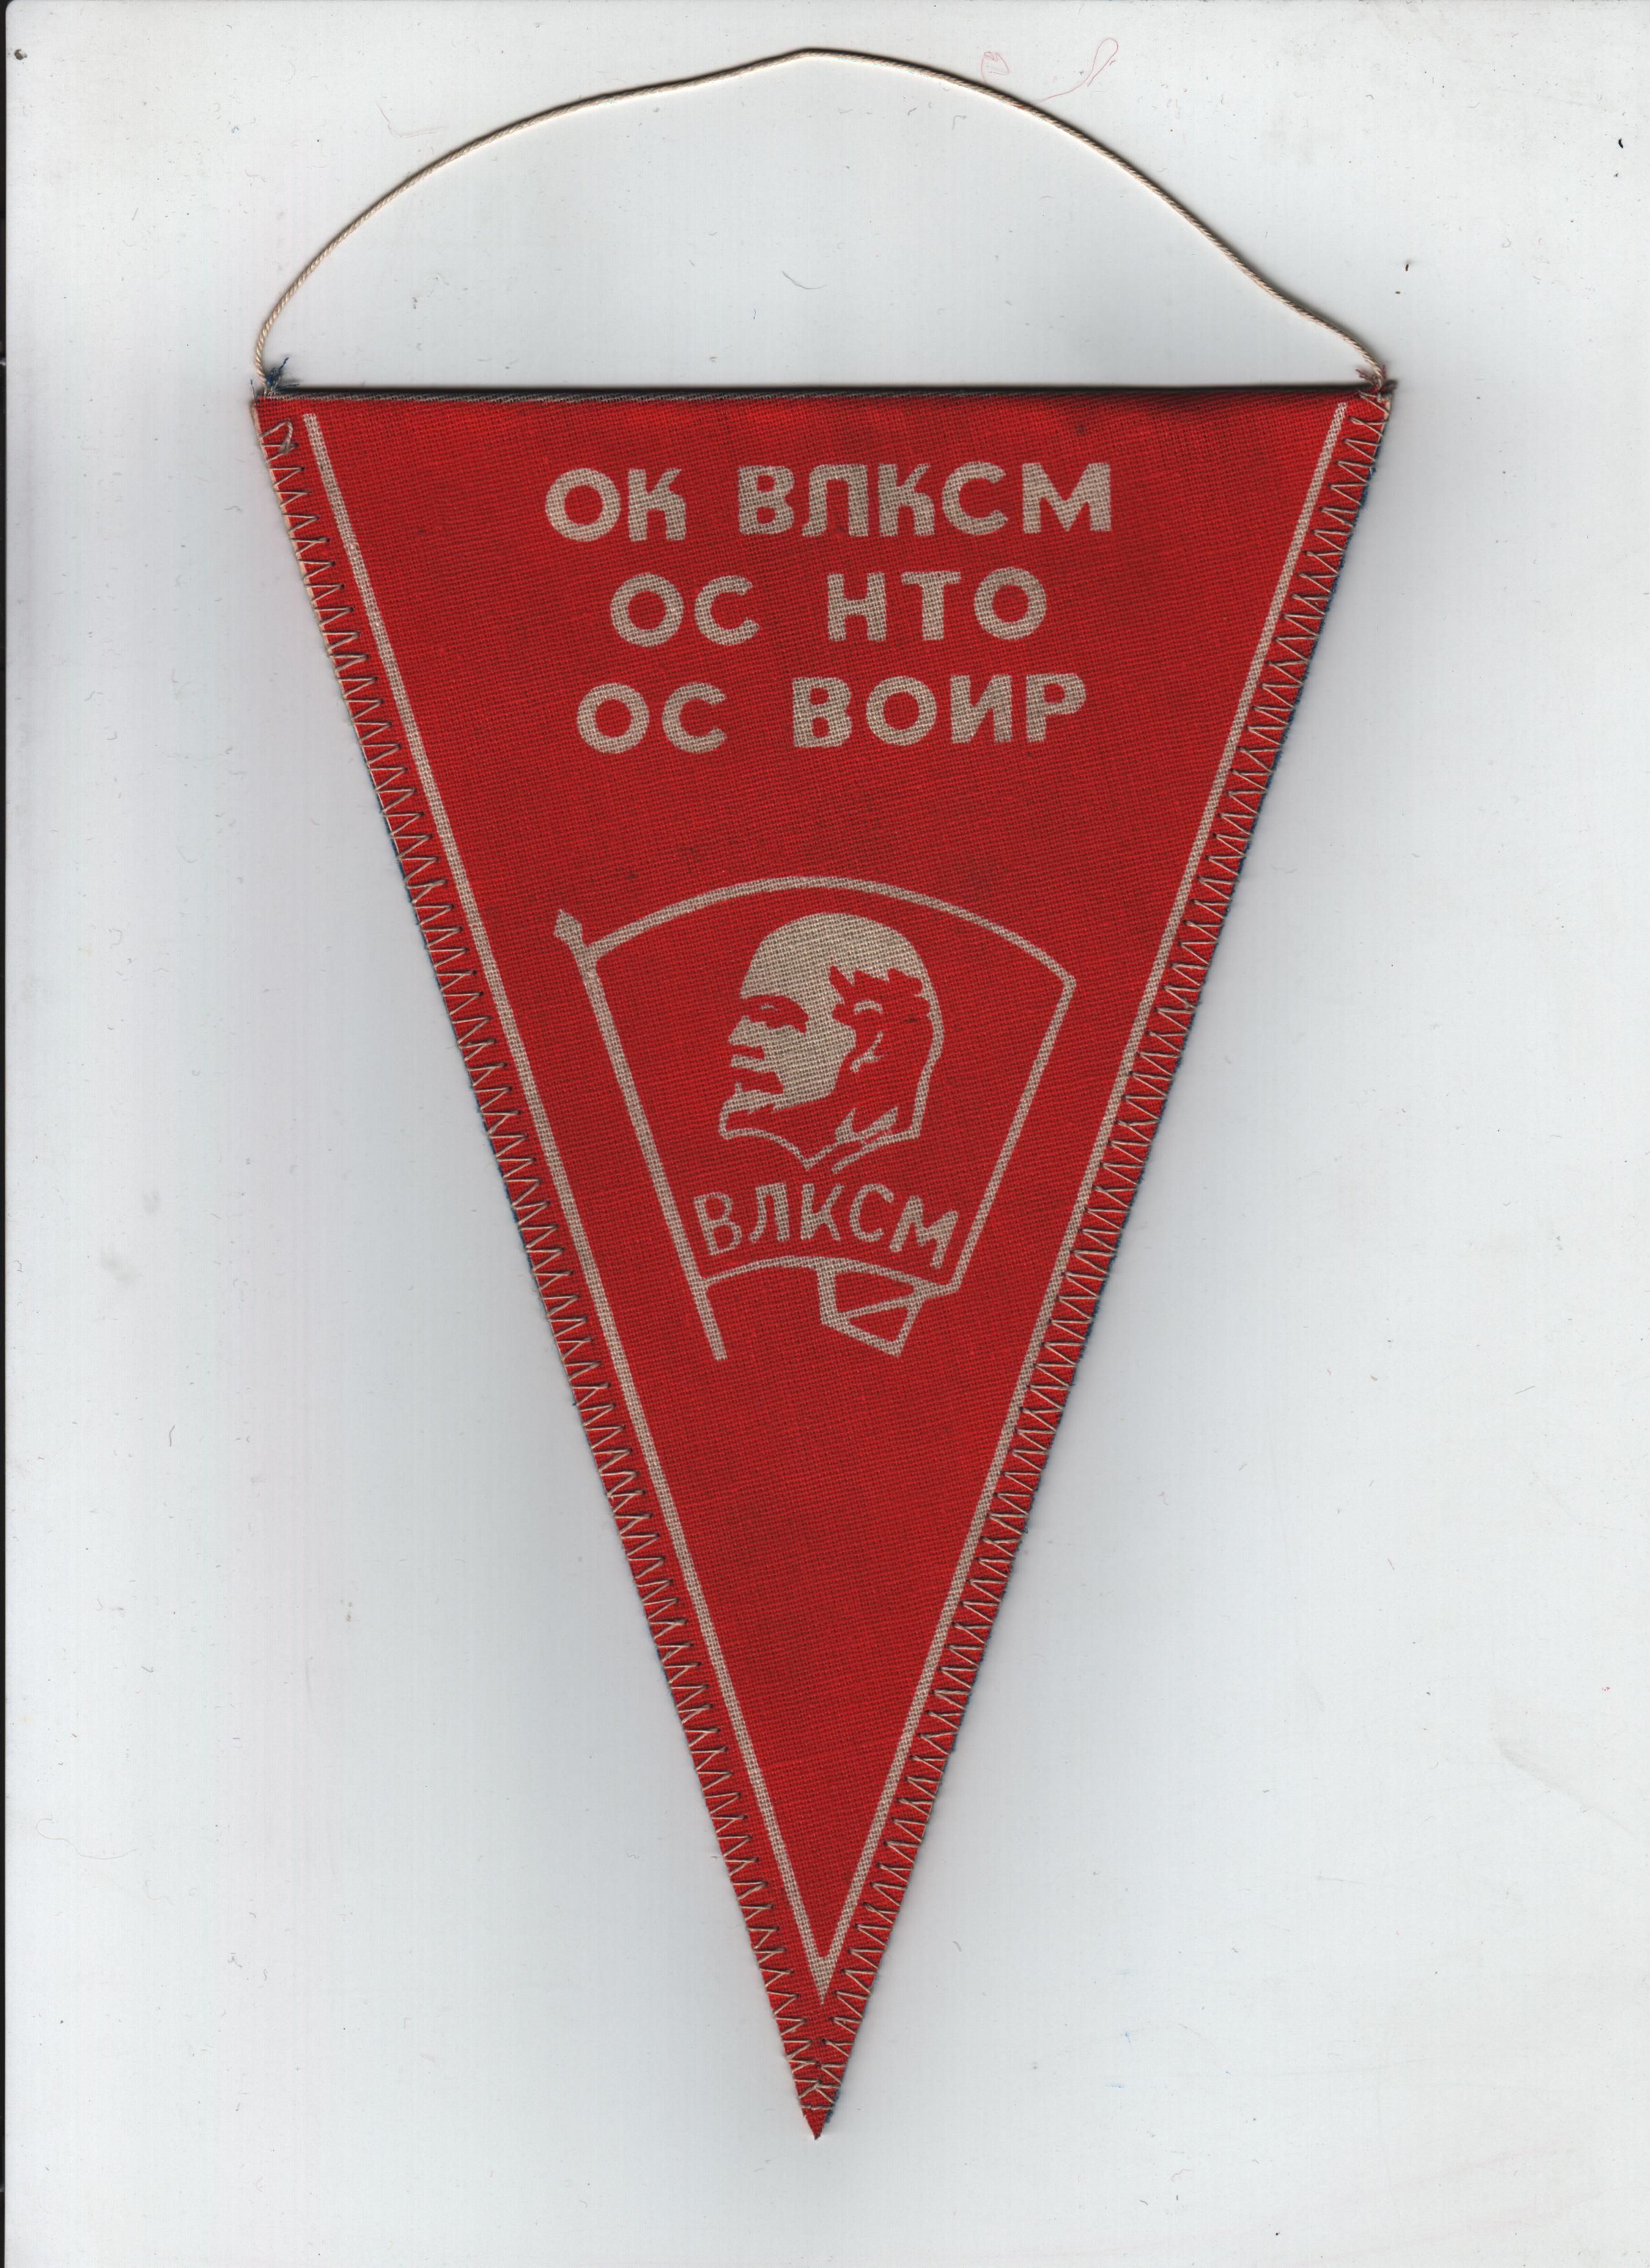 ОК ВЛКСМ
ОС НТО
ОС ВОИР
ВЛКСМ